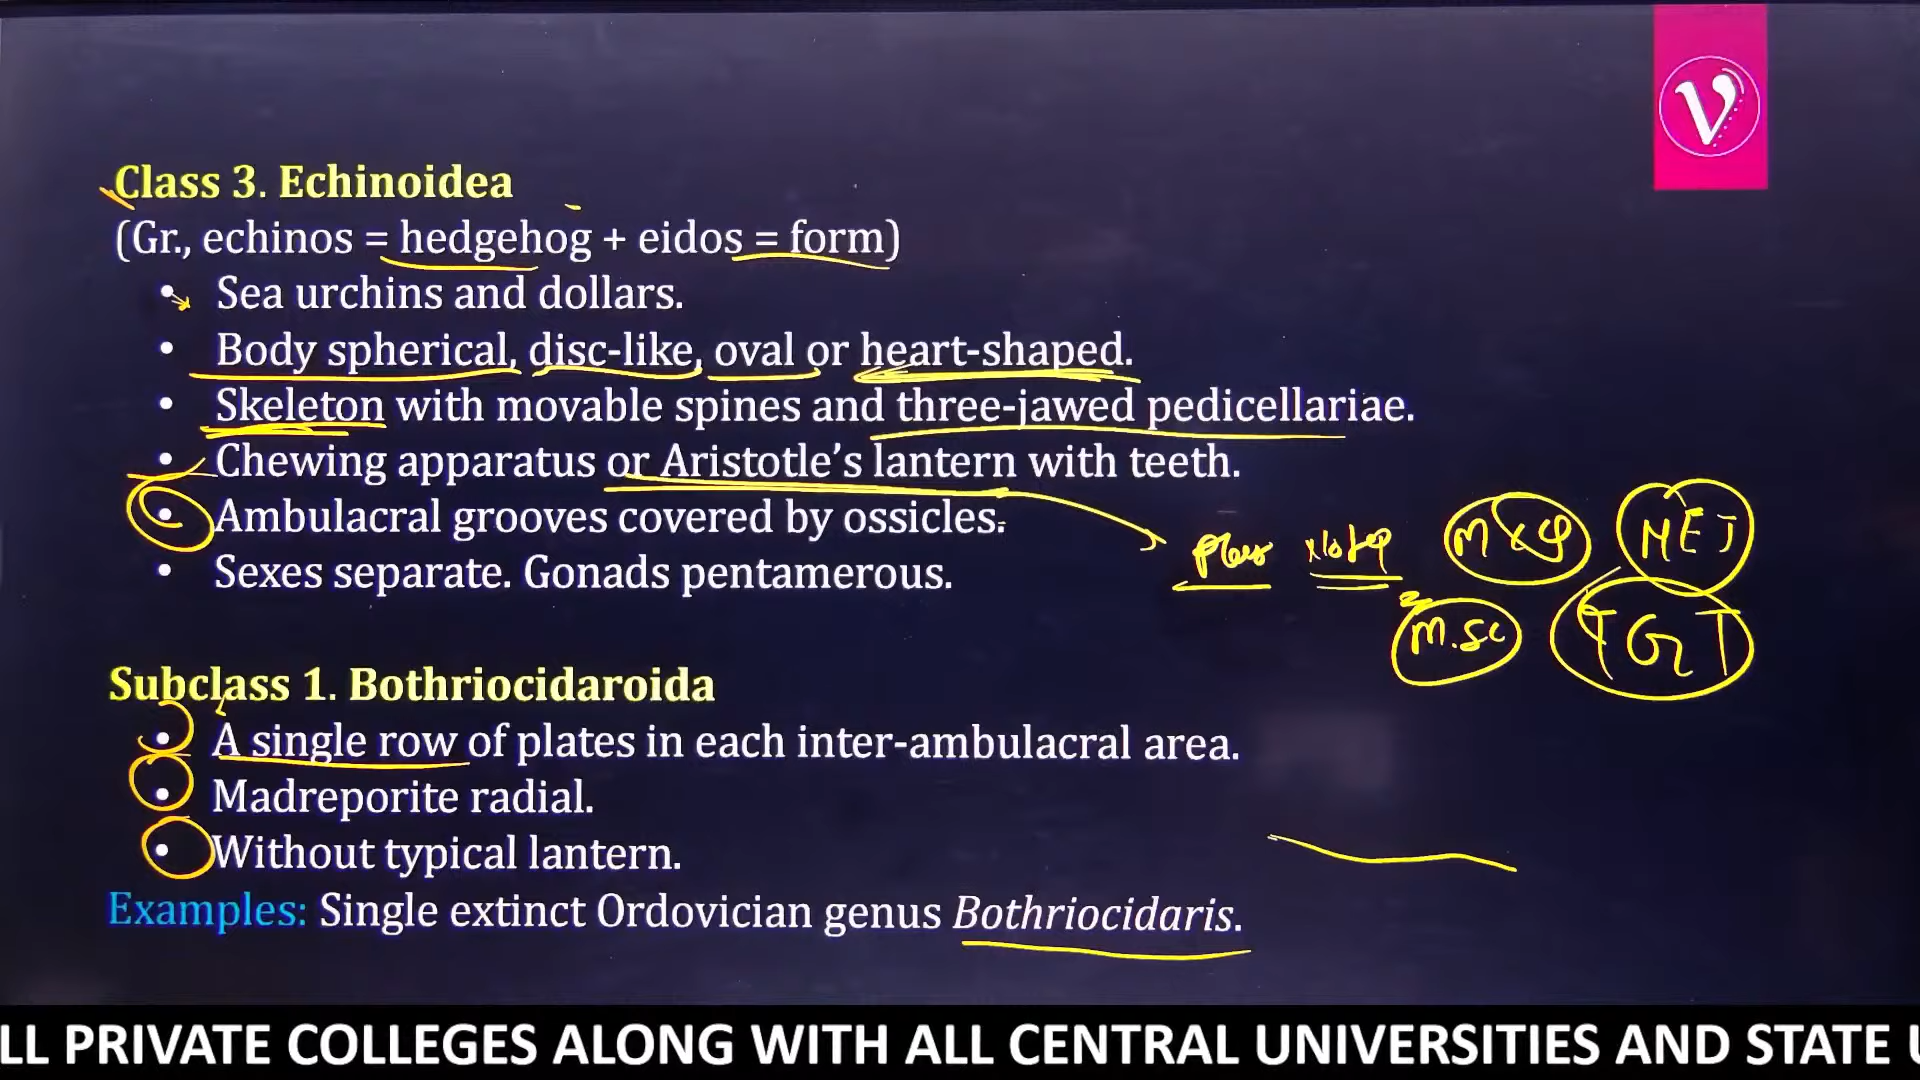 Class 3. Echinoidea
(Gr., echinos = hedgehog + eidos = form)
• Sea urchins and dollars.
• Body spherical, disc-like, oval or heart-shaped.
• Skeleton with movable spines and three-jawed pedicellariae.
• Chewing apparatus or Aristotle's lantern with teeth.
• Ambulacral grooves covered by ossicles.
• Sexes separate. Gonads pentamerous.
M.Sc
TGT
Subclass 1. Bothriocidaroida
• A single row of plates in each inter-ambulacral area.
• Madreporite radial.
• Without typical lantern.
Examples: Single extinct Ordovician genus Bothriocidaris.
V
LL PRIVATE COLLEGES ALONG WITH ALL CENTRAL UNIVERSITIES AND STATE U